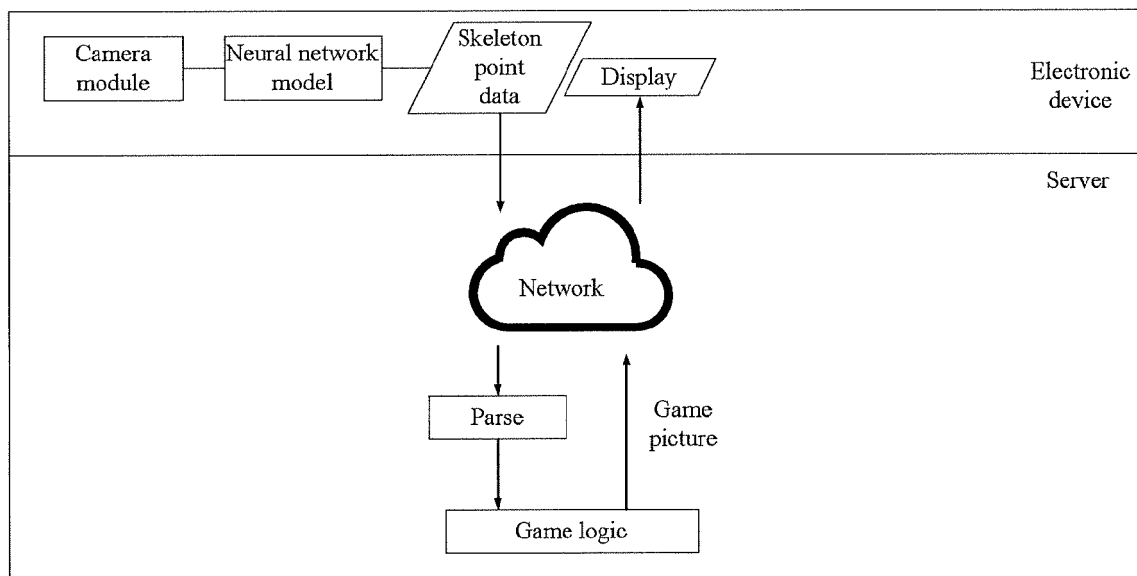 Camera
module
Neural network
model
Skeleton
point
data
Display
Electronic
device
Server
Network
Parse
Game
picture
Game logic